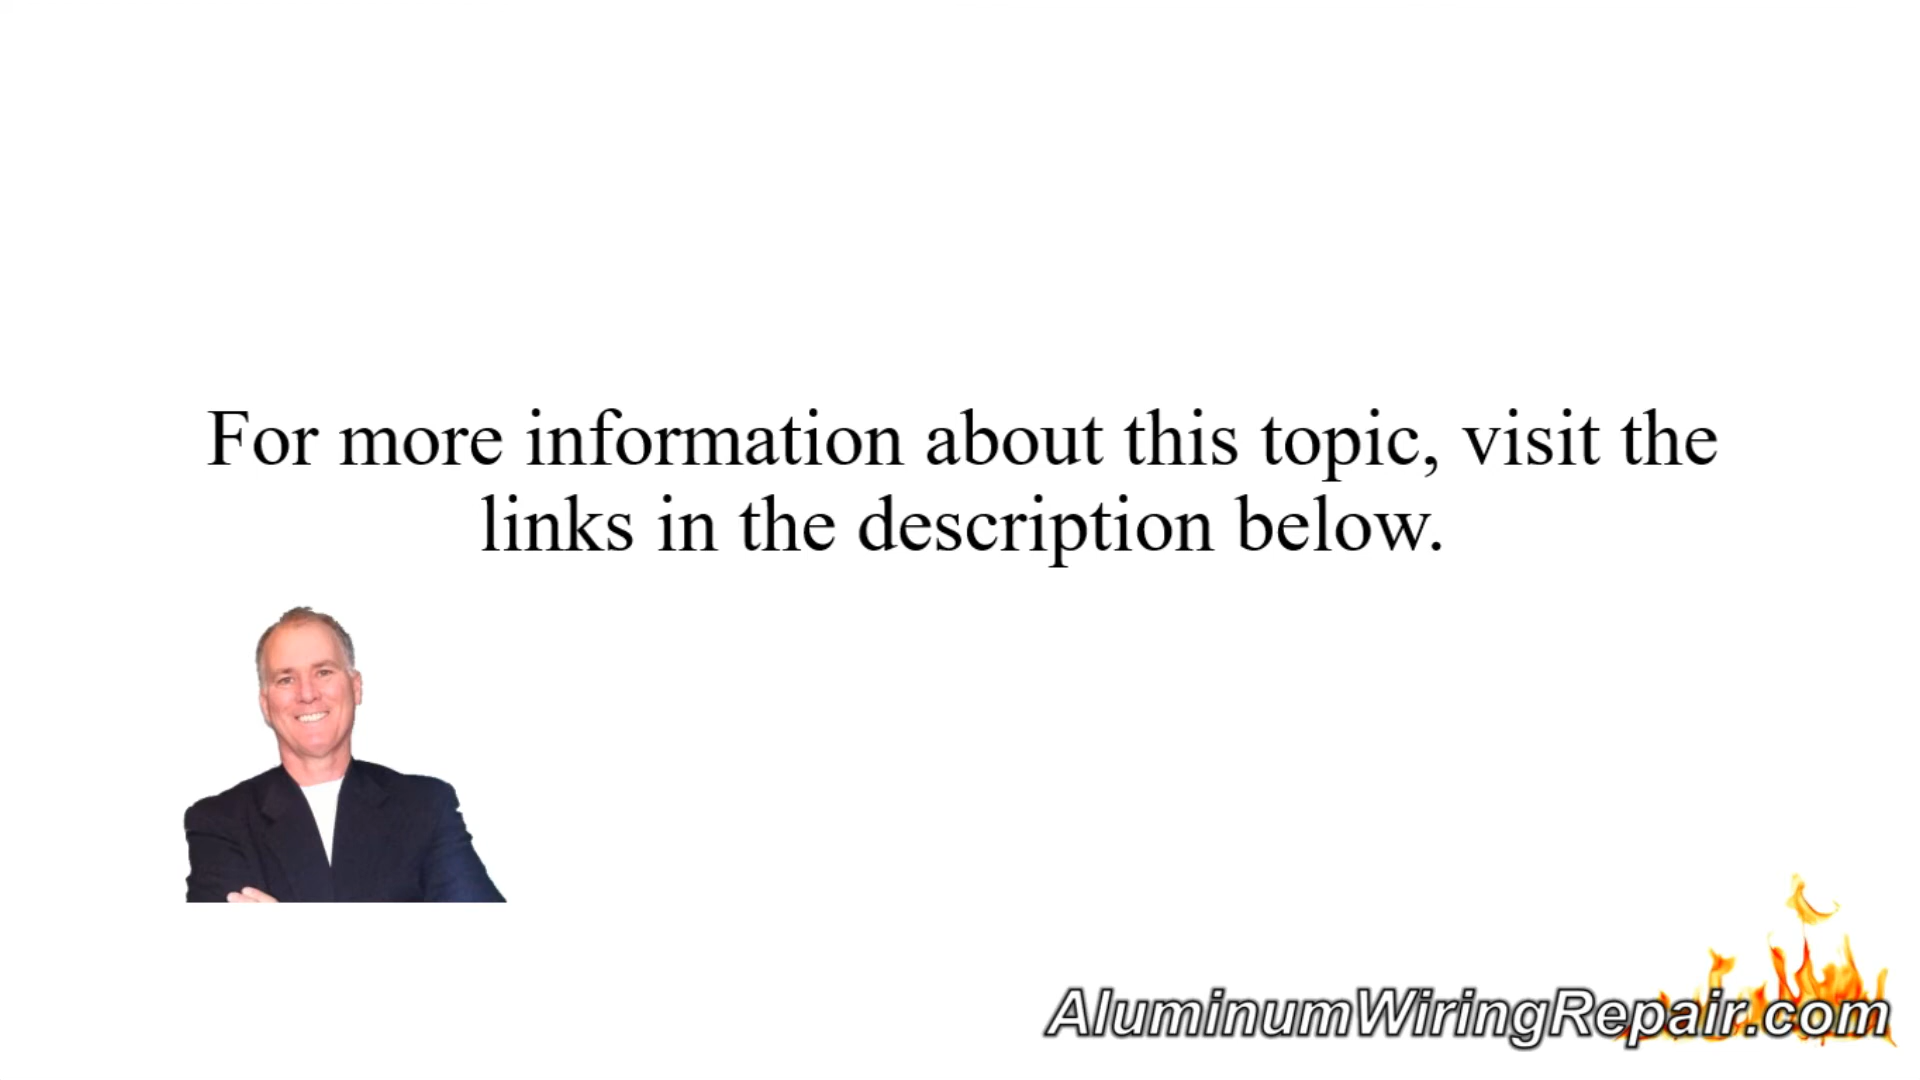 For more information about this topic, visit the
links in the description below.
AluminumWiringRepair.com